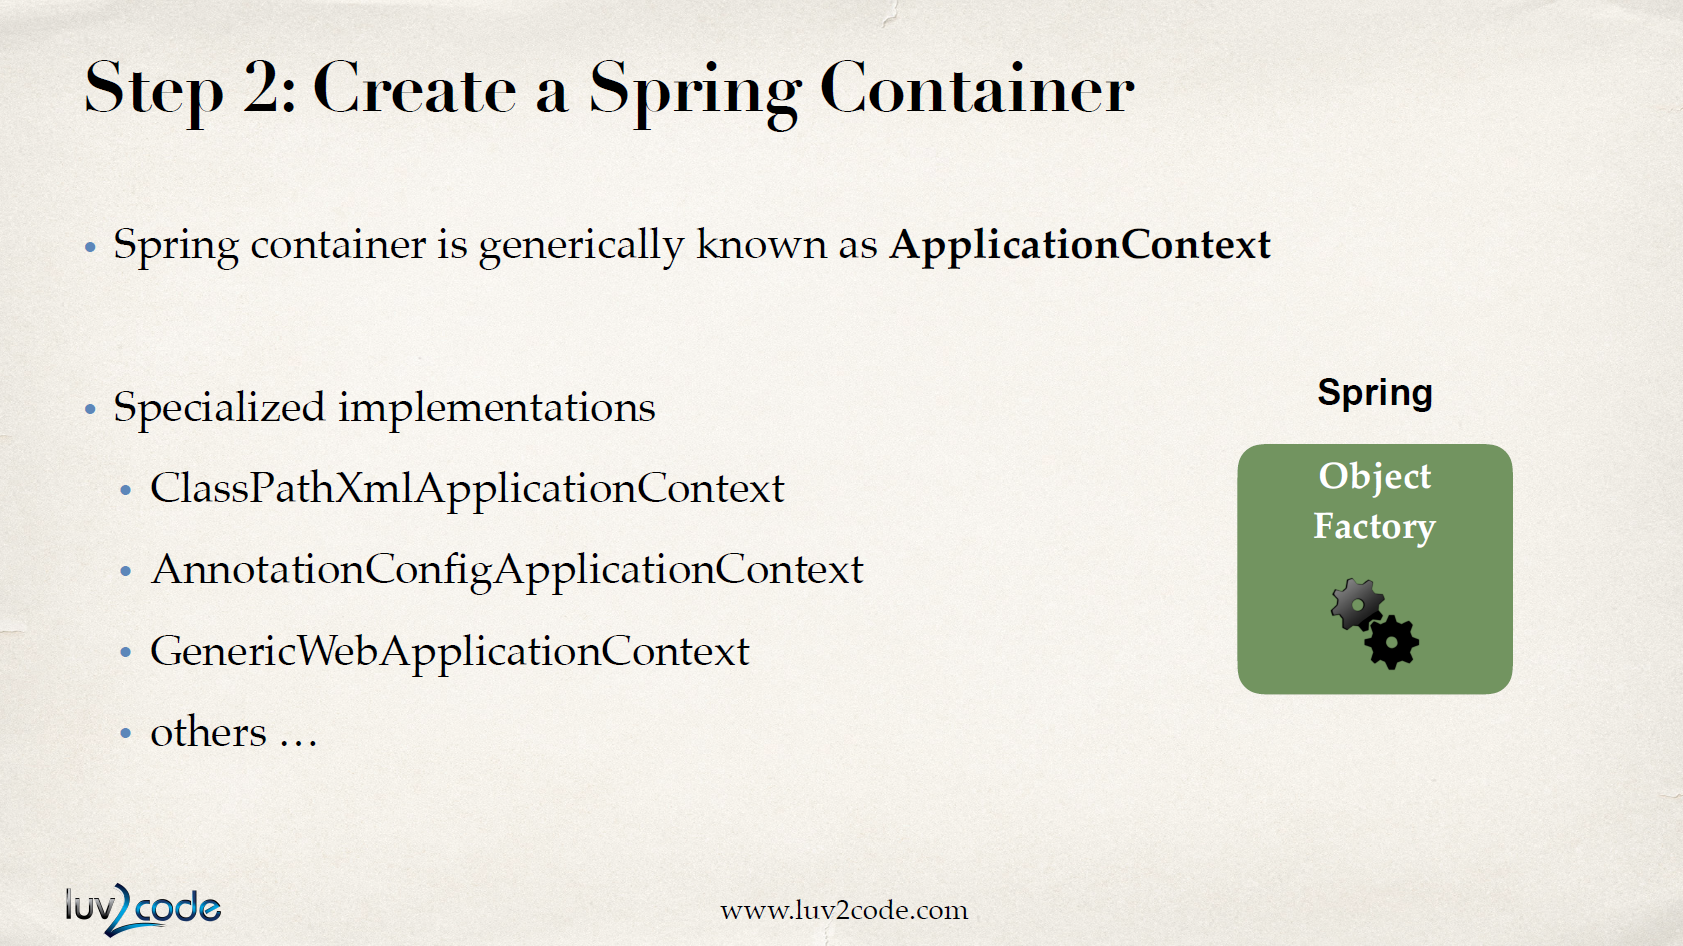 Step 2: Create a Spring Container
• Spring container is generically known as ApplicationContext
• Specialized implementations
• ClassPathXmlApplicationContext
• AnnotationConfigApplicationContext
• GenericWebApplicationContext
• others …
Spring
Object
Factory
luv2code
www.luv2code.com